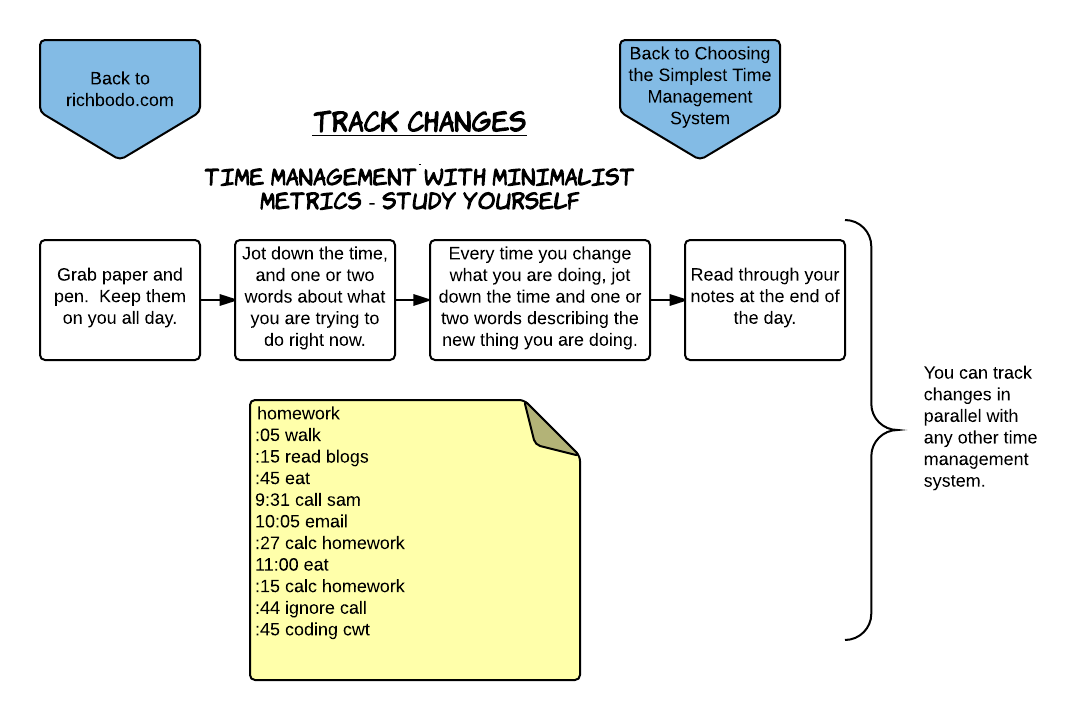 Back to
richbodo.com
Back to Choosing
the Simplest Time
Management
System
TRACK CHANGES
TIME MANAGEMENT WITH MINIMALIST
METRICS - STUDY YOURSELF
Grab paper and
pen.  Keep them
on you all day.
Jot down the time,
and one or two
words about what
you are trying to
do right now.
Every time you change
what you are doing, jot
down the time and one or
two words describing the
new thing you are doing.
Read through your
notes at the end of
the day.
You can track
changes in
parallel with
any other time
management
system.
homework
:05 walk
:15 read blogs
:45 eat
9:31 call sam
10:05 email
:27 calc homework
11:00 eat
:15 calc homework
:44 ignore call
:45 coding cwt